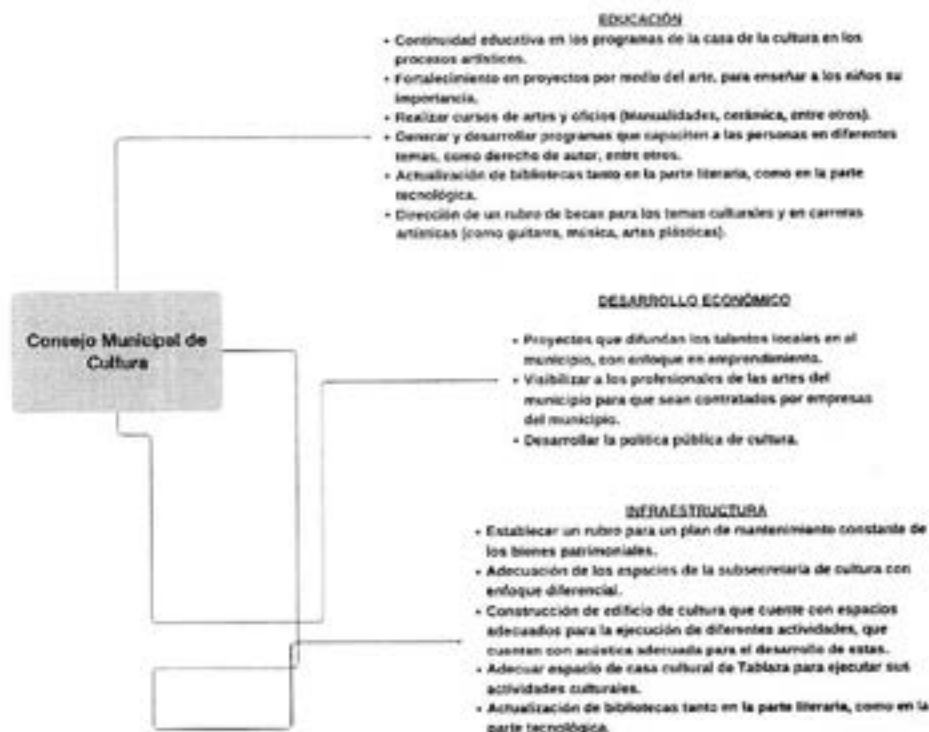 EDUCACIÓN
• Continuidad educativa en los programas de la casa de la cultura en los
procesos artísticos.
• Fortalecimiento en proyectos por medio del arte, para enseñar a los niños su
importancia.
• Realizar cursos de artes y oficios (Manualidades, cerámica, entre otros).
• Generar y desarrollar programas que capaciten a las personas en diferentes
temas, como derecho de autor, entre otros.
• Actualización de bibliotecas tanto en la parte literaria, como en la parte
tecnológica.
• Dirección de un rubro de becas para los temas culturales y en carreras
artísticas (como guitarra, música, artes plásticas).
Consejo Municipal de
Cultura
DESARROLLO ECONÓMICO
• Proyectos que difundan los talentos locales en el
municipio, con enfoque en emprendimiento.
• Visibilizar a los profesionales de las artes del
municipio para que sean contratados por empresas
del municipio.
• Desarrollar la política pública de cultura.
INFRAESTRUCTURA
• Establecer un rubro para un plan de mantenimiento constante de
los bienes patrimoniales.
• Adecuación de los espacios de la subsecretaría de cultura con
enfoque diferencial.
• Construcción de edificio de cultura que cuente con espacios
adecuados para la ejecución de diferentes actividades, que
cuenten con acústica adecuada para el desarrollo de estas.
• Adecuar espacio de casa cultural de Tablaza para ejecutar sus
actividades culturales.
• Actualización de bibliotecas tanto en la parte literaria, como en la
parte tecnológica.